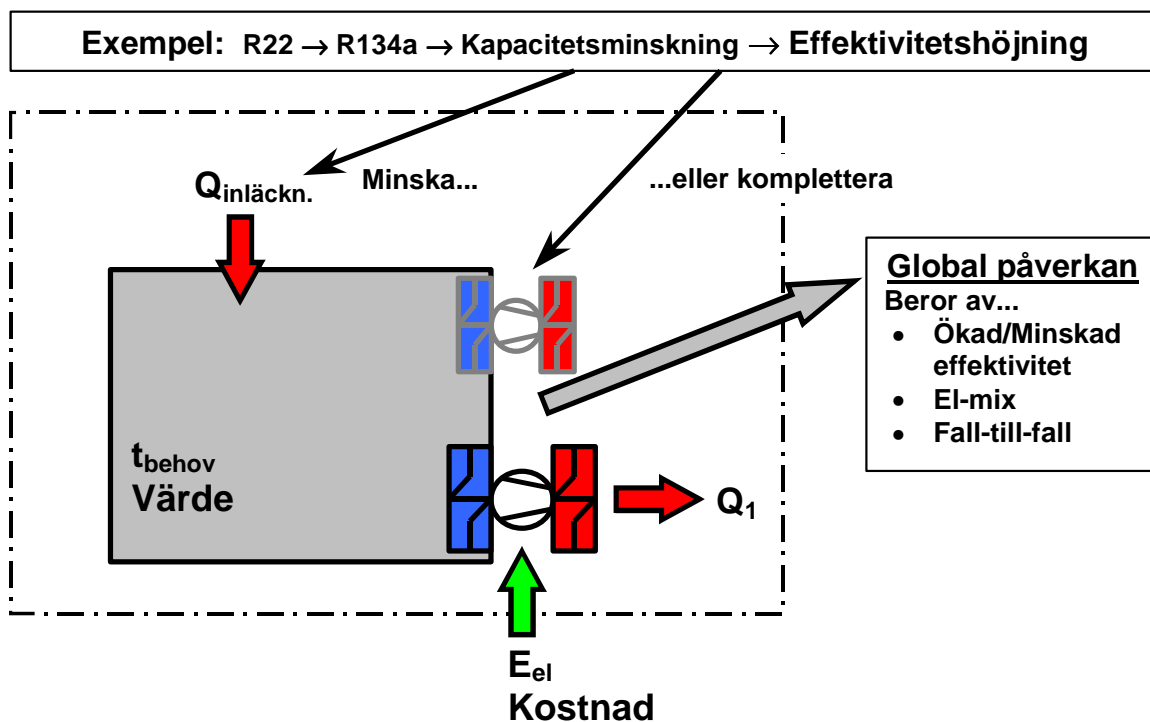 Exempel: R22 → R134a → Kapacitetsminskning → Effektivitetshöjning
Qinläckn.
Minska...
...eller komplettera
Global påverkan
Beror av...
• Ökad/Minskad
effektivitet
• El-mix
• Fall-till-fall
tbehov
Värde
Q1
Eel
Kostnad